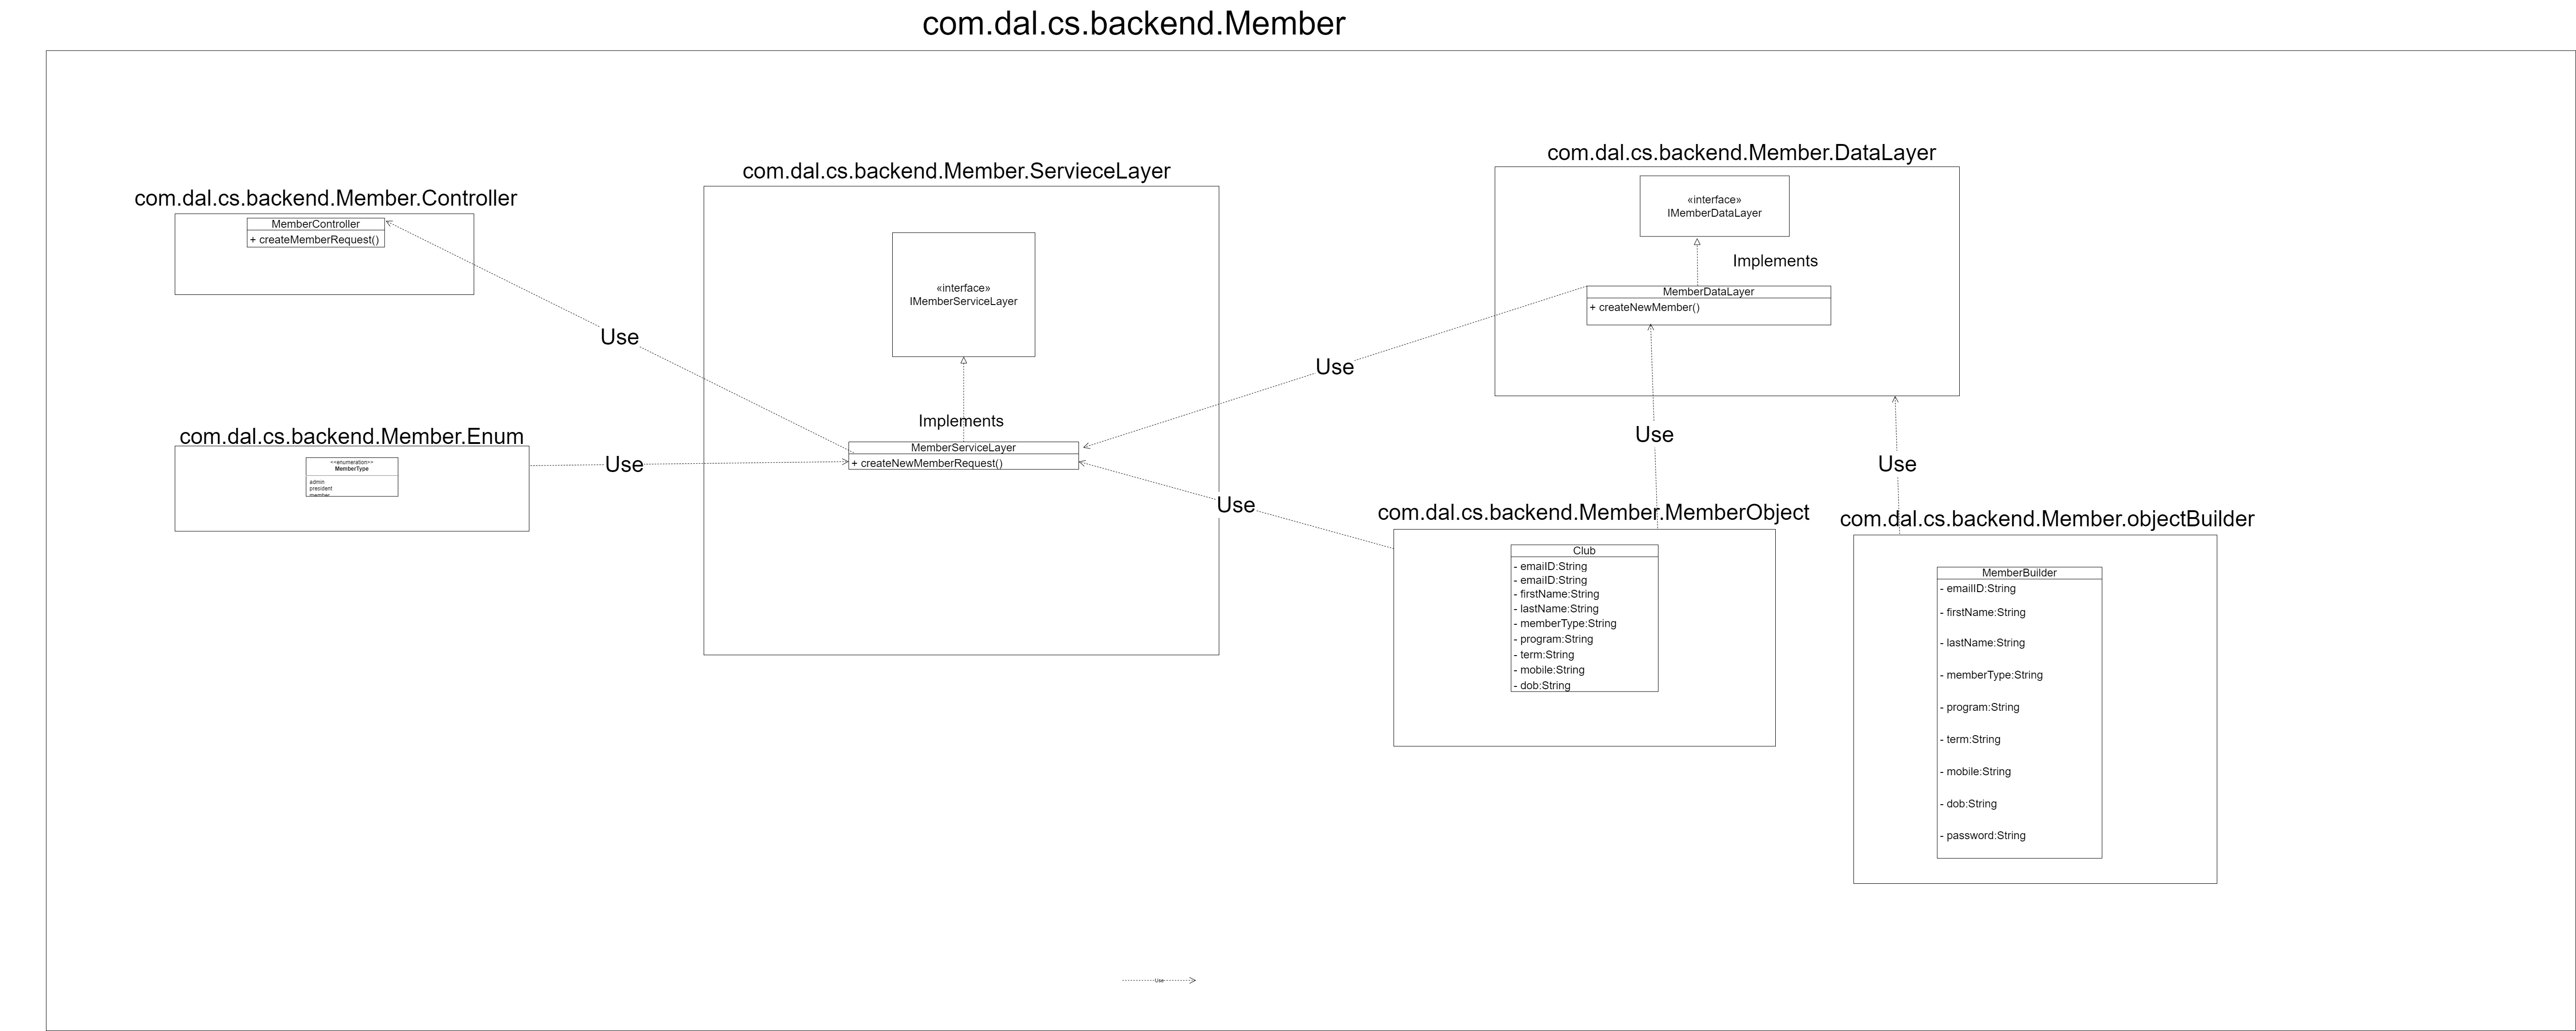 com.dal.cs.backend.Member
com.dal.cs.backend.Member.Controller
MemberController
+ createMemberRequest()
Use
com.dal.cs.backend.Member.Enum
<<enumeration>>
MemberType
admin
president
member
Use
com.dal.cs.backend.Member.ServieceLayer
«interface»
IMemberServiceLayer
Implements
MemberServiceLayer
+ createNewMemberRequest()
Use
Use
com.dal.cs.backend.Member.DataLayer
«interface»
IMemberDataLayer
Implements
MemberDataLayer
+ createNewMember()
Use
Use
com.dal.cs.backend.Member.MemberObject
Club
- emailID:String
- emailID:String
- firstName:String
- lastName:String
- memberType:String
- program:String
- term:String
- mobile:String
- dob:String
com.dal.cs.backend.Member.objectBuilder
MemberBuilder
- emailID:String
- firstName:String
- lastName:String
- memberType:String
- program:String
- term:String
- mobile:String
- dob:String
- password:String
Use